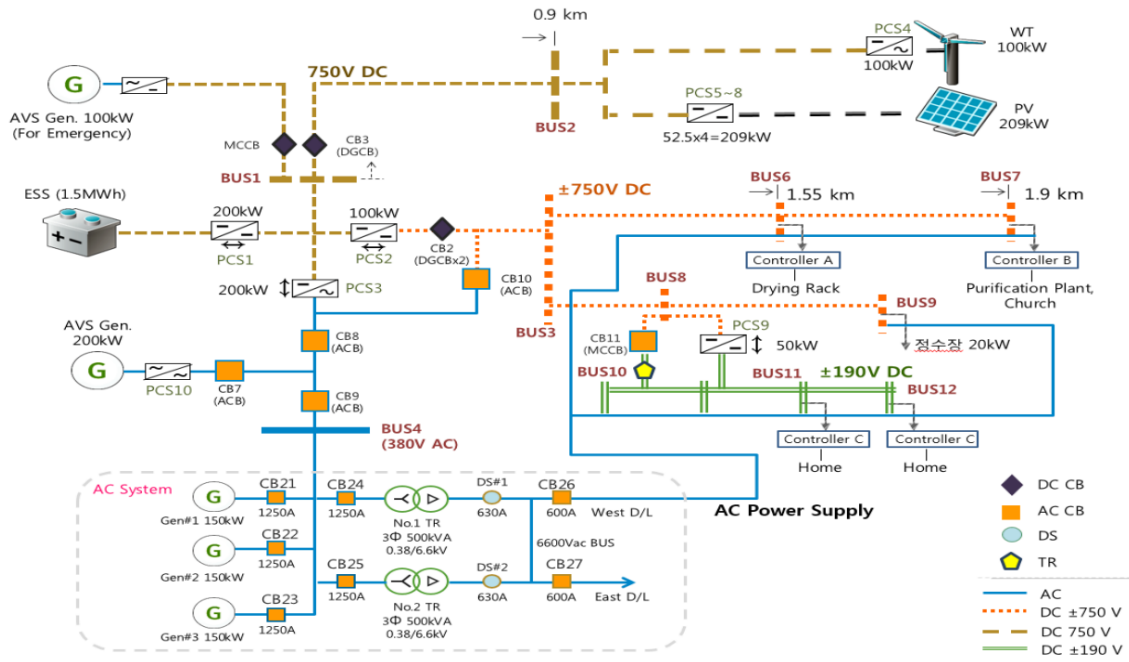 0.9 km
PCS4
WT
100kW
100kW
G
750V DC
PCS5~8
AVS Gen. 100kW
(For Emergency)
BUS2
52.5x4=209kW
PV
209kW
MCCB
CB3
(DGCB)
BUS1
±750V DC
BUS6
BUS7
1.55 km
1.9 km
ESS (1.5MWh)
200kW
100kW
PCS1
PCS2
CB2
(DGCBx2)
Controller A
Controller B
CB10
(ACB)
Drying Rack
Purification Plant,
Church
200kW
PCS3
BUS8
BUS9
AVS Gen.
200kW
BUS3
CB8
(ACB)
PCS9
CB11
(MCCB)
50kW
정수장 20kW
G
PCS10
CB7
(ACB)
BUS10
BUS11
±190V DC
BUS12
CB9
(ACB)
BUS4
(380V AC)
Controller C
Controller C
Home
Home
AC System
CB21
CB24
DS#1
CB26
G
Gen#1 150kW
1250A
1250A
630A
600A
West D/L
AC Power Supply
No.1 TR
3Φ 500kVA
0.38/6.6kV
CB22
6600Vac BUS
G
Gen#2 150kW
1250A
CB25
DS#2
CB27
1250A
630A
600A
East D/L
CB23
No.2 TR
3Φ 500kVA
0.38/6.6kV
G
Gen#3 150kW
1250A
DC CB
AC CB
DS
TR
AC
DC ±750 V
DC 750 V
DC ±190 V